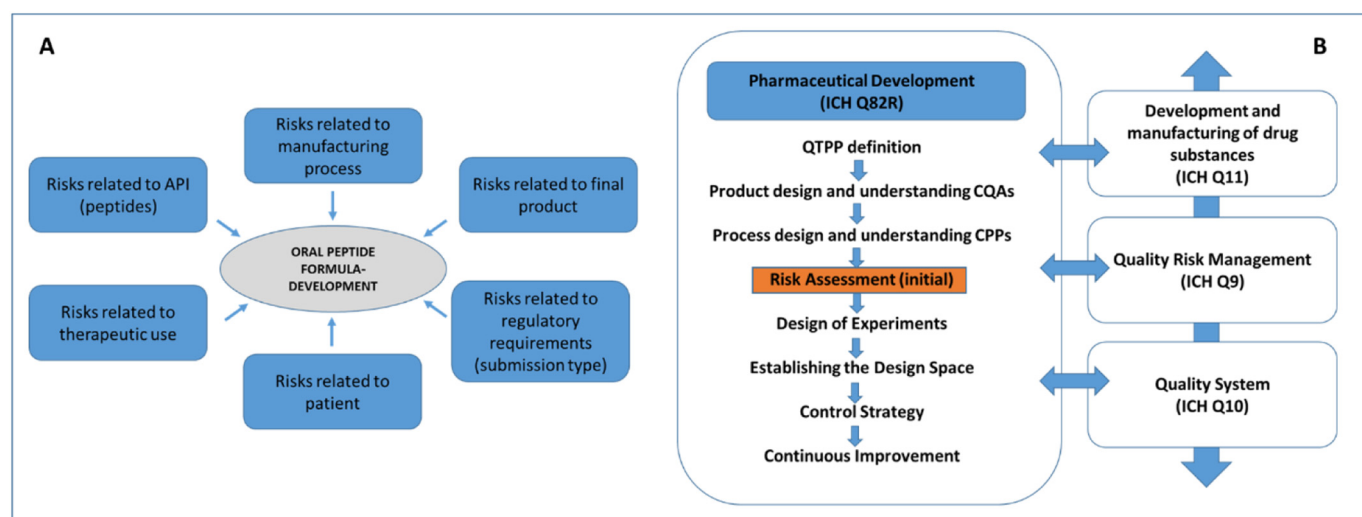 A
Risks related to
manufacturing
process
Risks related to API
(peptides)
Risks related to final
product
ORAL PEPTIDE
FORMULA-
DEVELOPMENT
Risks related to
therapeutic use
Risks related to
regulatory
requirements
(submission type)
Risks related to
patient
B
Pharmaceutical Development
(ICH Q82R)
QTPP definition
Product design and understanding CQAs
Process design and understanding CPPs
Risk Assessment (initial)
Design of Experiments
Establishing the Design Space
Control Strategy
Continuous Improvement
Development and
manufacturing of drug
substances
(ICH Q11)
Quality Risk Management
(ICH Q9)
Quality System
(ICH Q10)